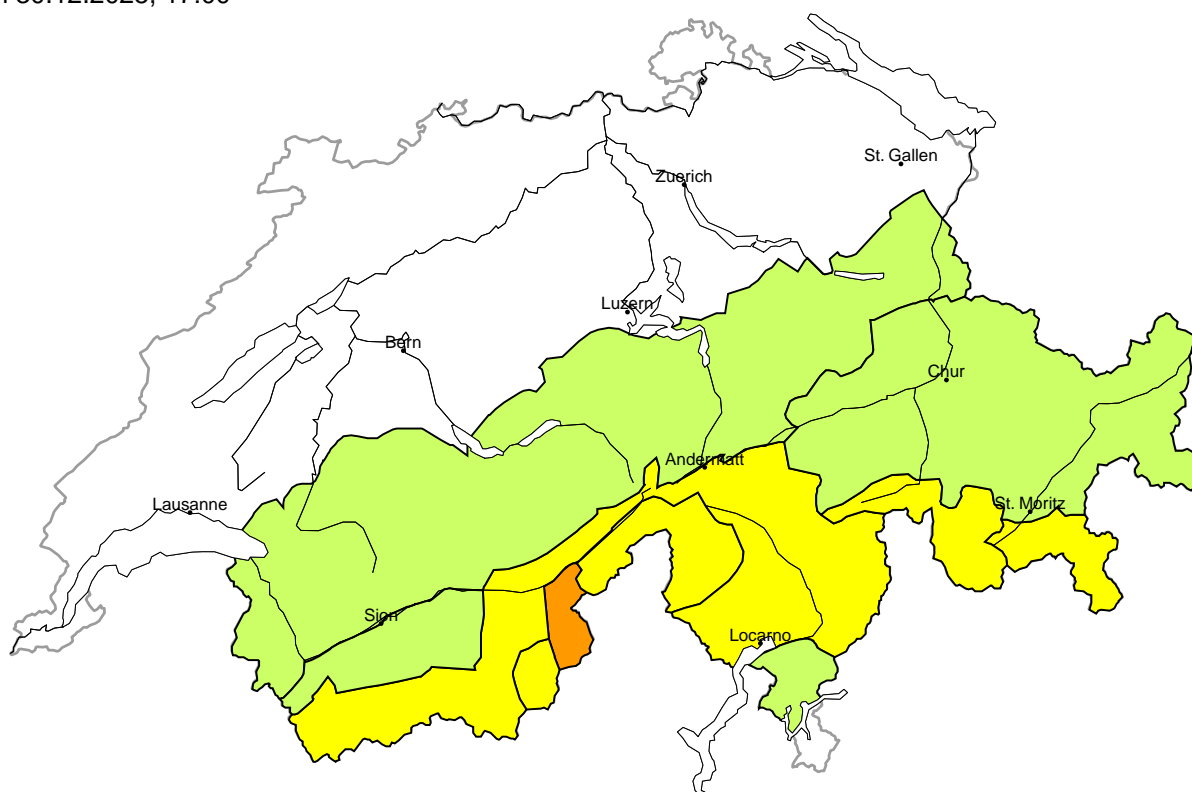 St. Gallen
Zuerich
Luzern
Bern
Chur
Andermatt
Lausanne
St. Moritz
Sion
Locarno